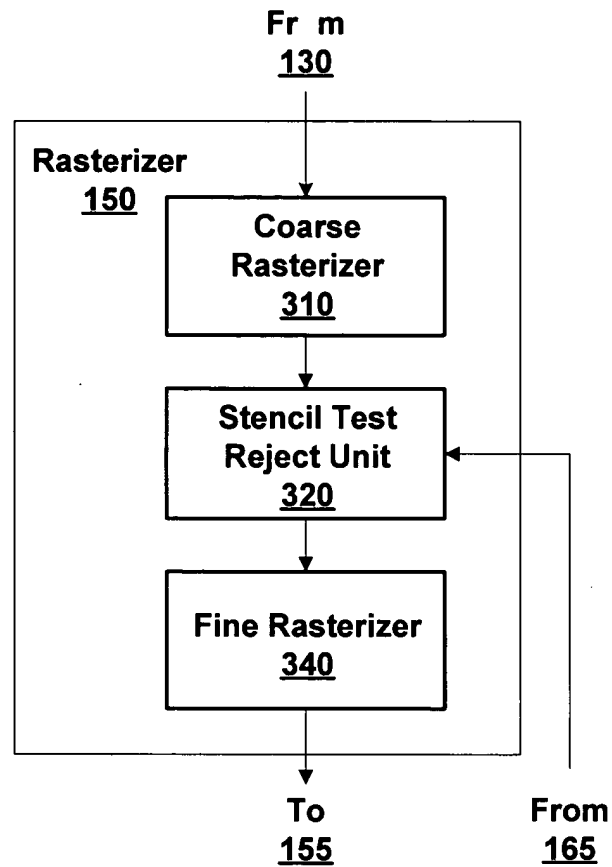 Fr m
130
Rasterizer
150
Coarse
Rasterizer
310
Stencil Test
Reject Unit
320
Fine Rasterizer
340
To
155
From
165